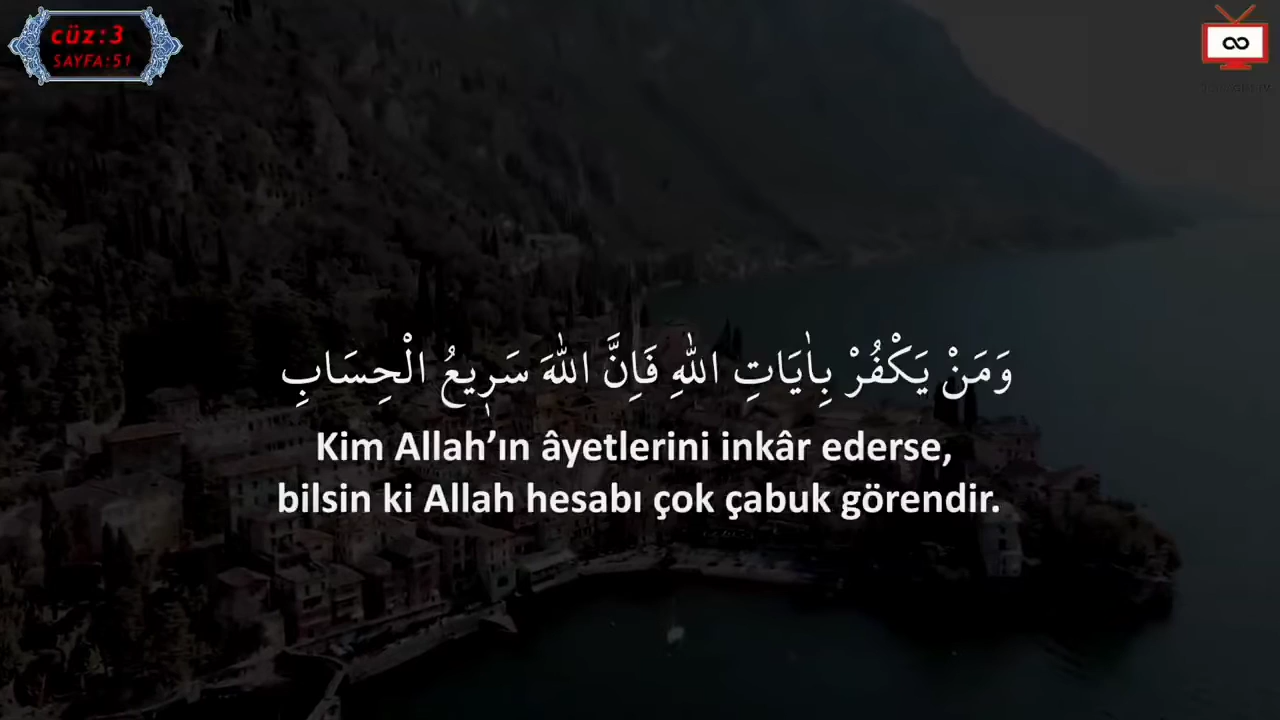 cüz:3
SAYFA:51
وَمَنْ يَكْفُرْ بِاٰيَاتِ اللّٰهِ فَاِنَّ اللّٰهَ سَرٖيعُ الْحِسَابِ
Kim Allah’ın âyetlerini inkâr ederse,
bilsin ki Allah hesabı çok çabuk görendir.